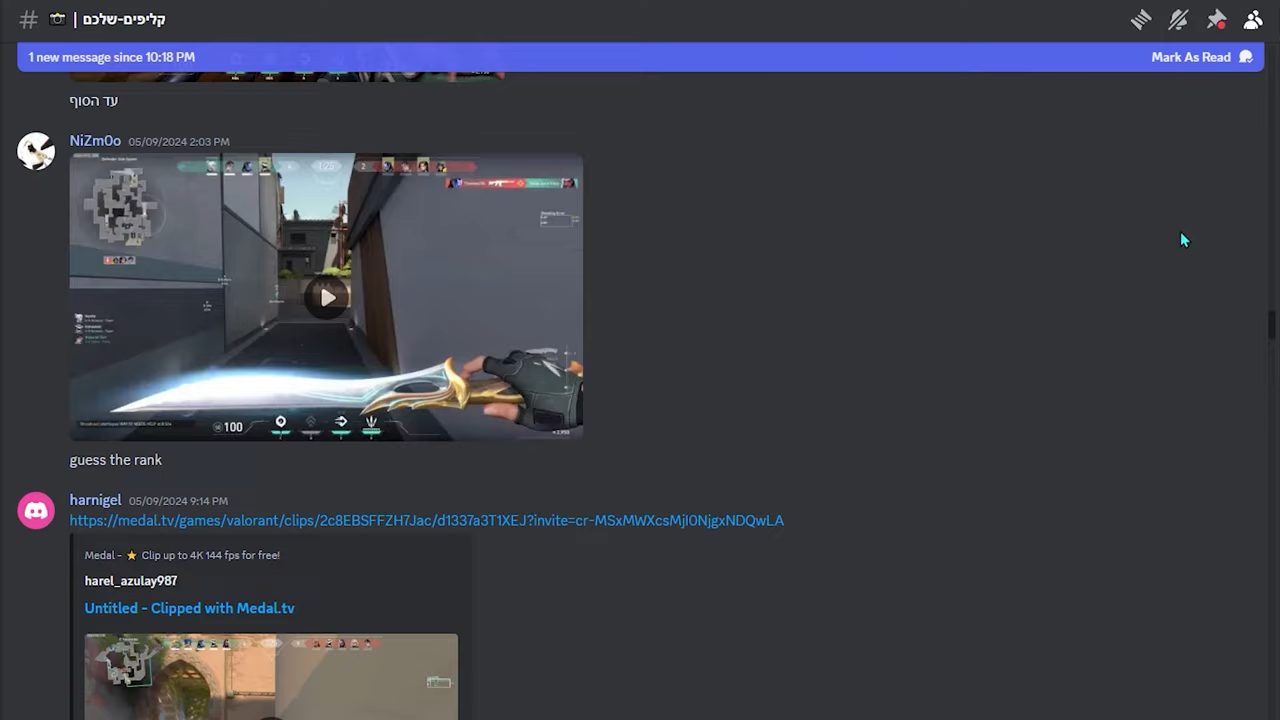 קליפים-שלכם
1 new message since 10:18 PM
Mark As Read
עד הסוף
NiZm0o 05/09/2024 2:03 PM
1:25
2
100
guess the rank
harnigel 05/09/2024 9:14 PM
https://medal.tv/games/valorant/clips/2c8EBSFFZH7Jac/d1337a3T1XEJ?invite=cr-MSxMWXcsMjI0NjgxNDQwLA
Medal - ⭐ Clip up to 4K 144 fps for free!
harel_azulay987
Untitled - Clipped with Medal.tv